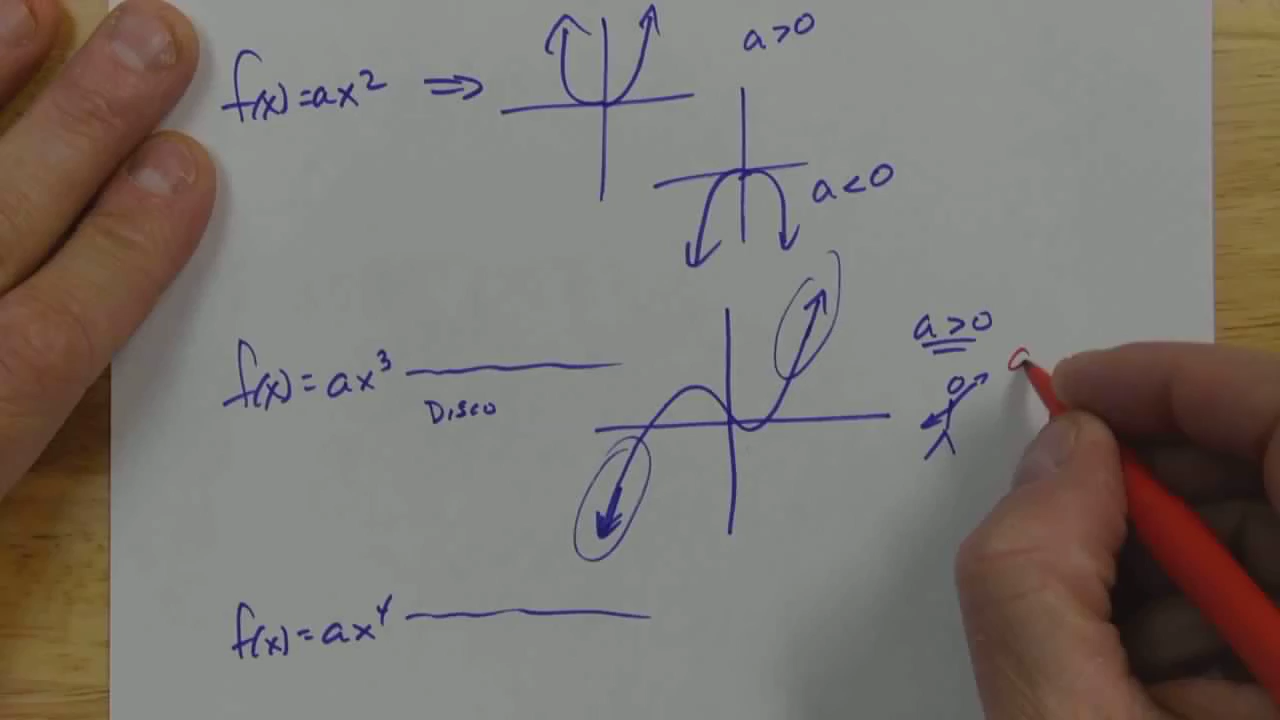 f(x)=ax² ⇒ a>0
a<0
f(x)=ax³ a>0
Disco
f(x)=ax⁴